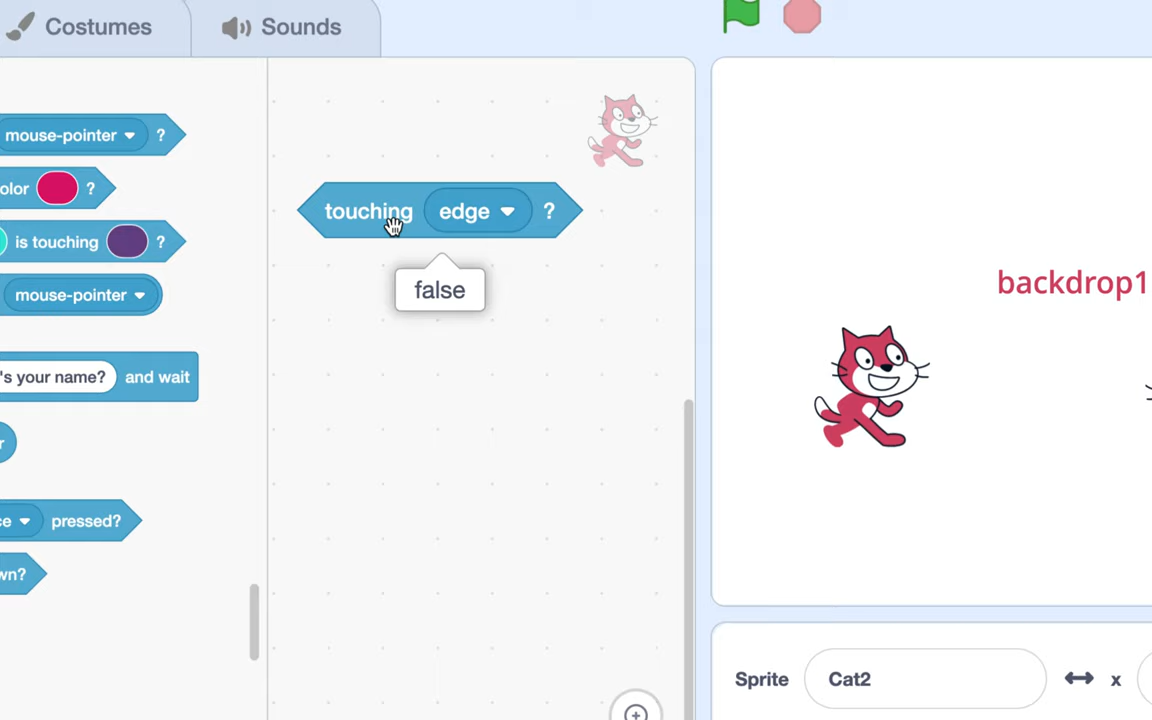 Costumes
Sounds
mouse-pointer ?
olor ?
is touching ?
mouse-pointer
's your name? and wait
r
ce pressed?
wn?
touching edge ?
false
backdrop1
Sprite Cat2 x